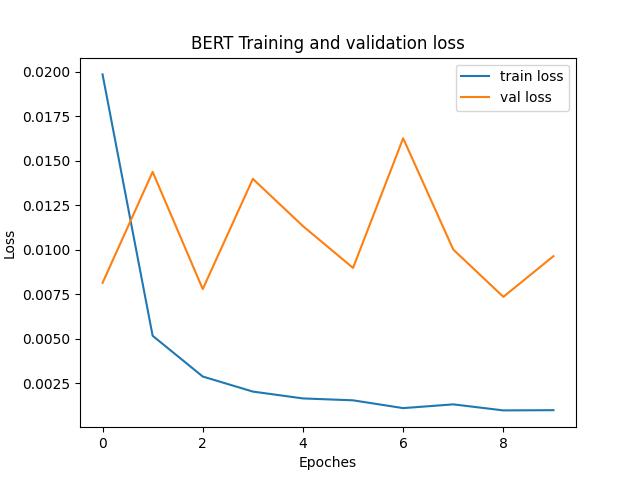 BERT Training and validation loss
train loss
val loss
0.0200
0.0175
0.0150
0.0125
0.0100
0.0075
0.0050
0.0025
Loss
0 2 4 6 8
Epoches